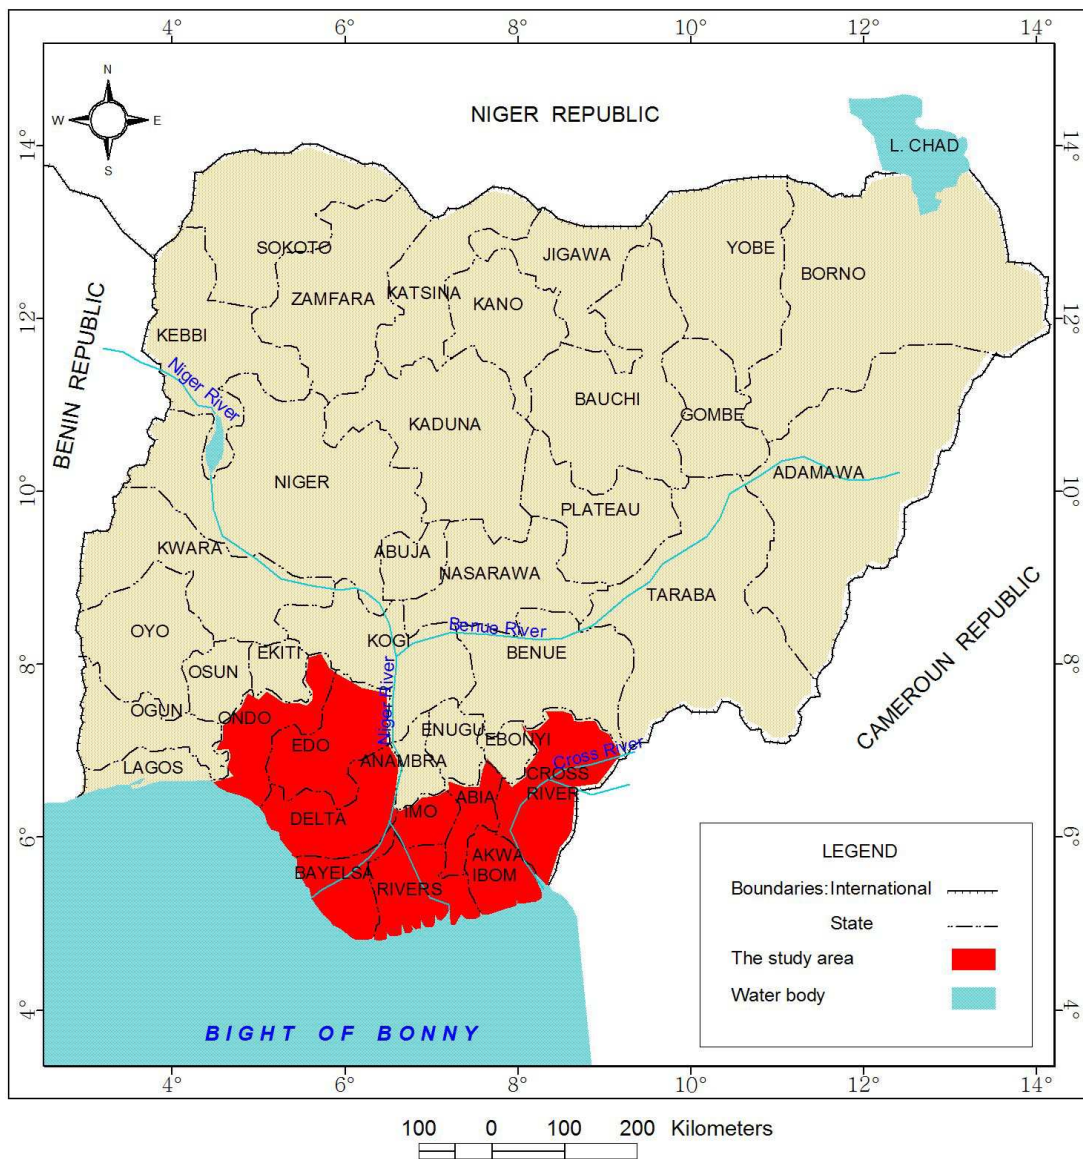 4° 6° 8° 10° 12° 14°
N
W E
S
NIGER REPUBLIC
14° 14°
L. CHAD
SOKOTO
JIGAWA
YOBE
BORNO
ZAMFARA
KATSINA
KANO
12° 12°
KEBBI
BENIN REPUBLIC
Niger River
BAUCHI
GOMBE
KADUNA
ADAMAWA
NIGER
10° 10°
PLATEAU
KWARA
ABUJA
NASARAWA
TARABA
CAMEROUN REPUBLIC
OYO
Benue River
KOGI
EKITI
BENUE
8° 8°
OSUN
Niger River
OGUN
ONDO
ENUGU
EBONYI
EDO
Cross River
ANAMBRA
LAGOS
CROSS
RIVER
ABIA
IMO
DELTA
6° 6°
AKWA
IBOM
BAYELSA
RIVERS
LEGEND
Boundaries:International
State
The study area
Water body
4° 4°
BIGHT OF BONNY
4° 6° 8° 10° 12° 14°
100 0 100 200 Kilometers